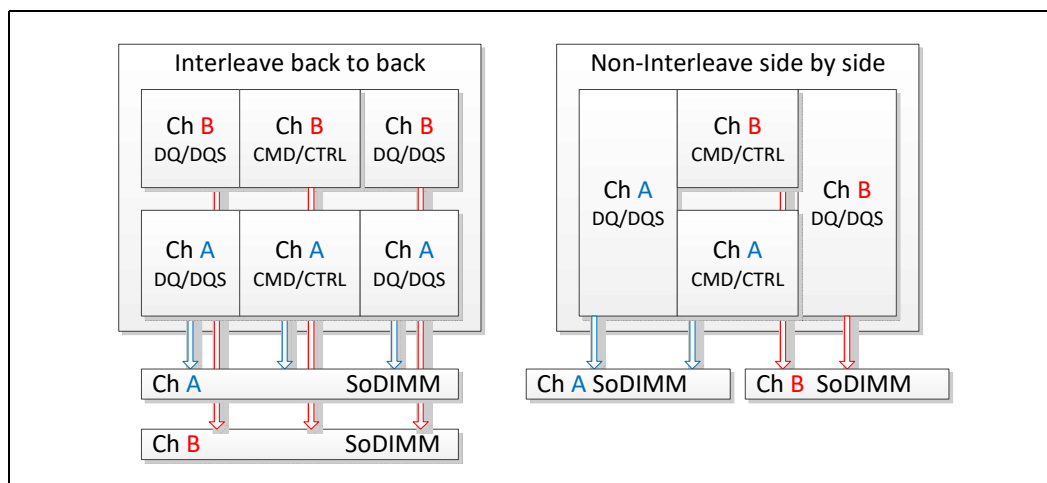 Interleave back to back
Ch B
DQ/DQS
Ch B
CMD/CTRL
Ch B
DQ/DQS
Ch A
DQ/DQS
Ch A
CMD/CTRL
Ch A
DQ/DQS
Ch A SoDIMM
Ch B SoDIMM
Non-Interleave side by side
Ch A
DQ/DQS
Ch B
CMD/CTRL
Ch A
CMD/CTRL
Ch B
DQ/DQS
Ch A SoDIMM
Ch B SoDIMM